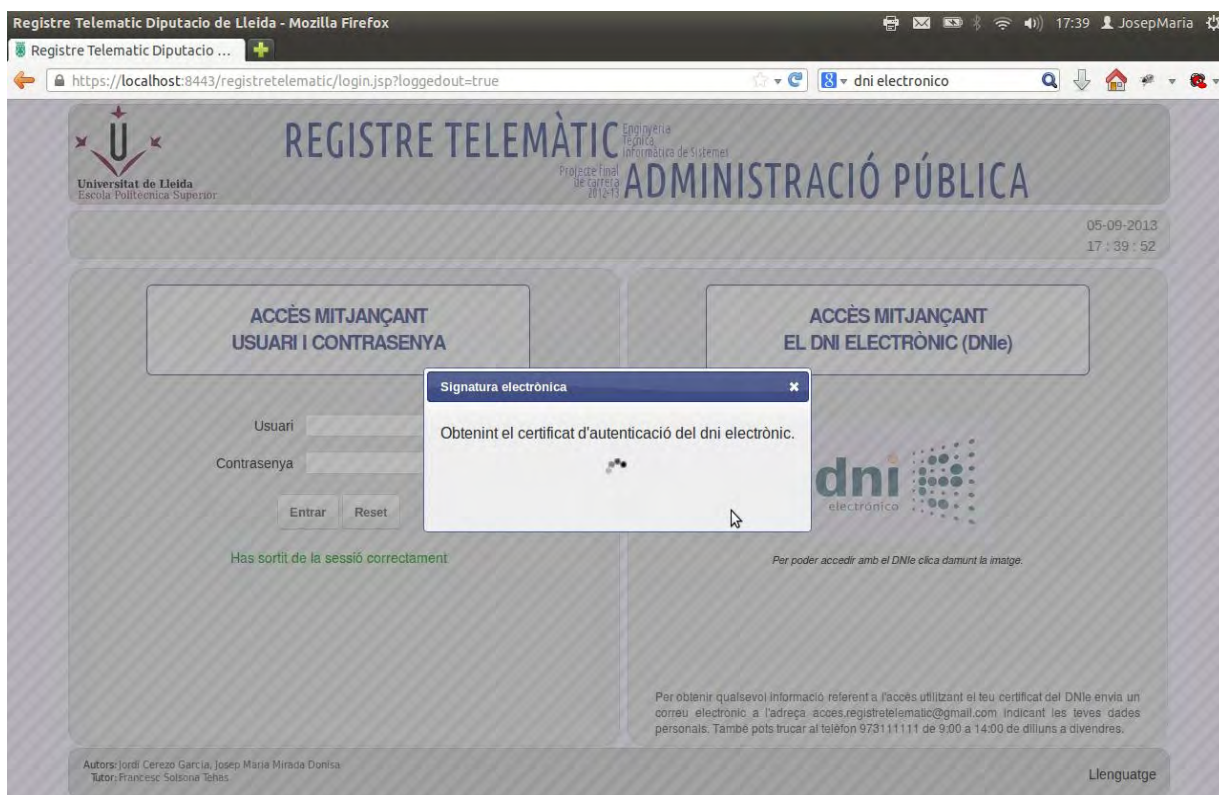 Registre Telematic Diputacio de Lleida - Mozilla Firefox
17:39 JosepMaria
Registre Telematic Diputacio ...
https://localhost:8443/registretelematic/login.jsp?loggedout=true
dni electronico
Ú
Universitat de Lleida
Escola Politècnica Superior
REGISTRE TELEMÀTIC
Enginyeria
Tècnica
Informàtica de Sistemes
Projecte final
de carrera
2012-13
ADMINISTRACIÓ PÚBLICA
05-09-2013
17 : 39 : 52
ACCÈS MITJANÇANT
USUARI I CONTRASENYA
Usuari
Contrasenya
Entrar Reset
Has sortit de la sessió correctament
Signatura electrònica
Obtenint el certificat d'autenticació del dni electrònic.
ACCÈS MITJANÇANT
EL DNI ELECTRÒNIC (DNIe)
dni
electrónico
Per poder accedir amb el DNIe clica damunt la imatge.
Per obtenir qualsevol informació referent a l'accés utilitzant el teu certificat del DNIe envia un
correu electrònic a l'adreça acces.registretelematic@gmail.com indicant les teves dades
personals. També pots trucar al telèfon 973111111 de 9:00 a 14:00 de dilluns a divendres.
Autors: Jordi Cerezo Garcia, Josep Maria Mirada Donisa
Tutor: Francesc Solsona Tehas
Llenguatge